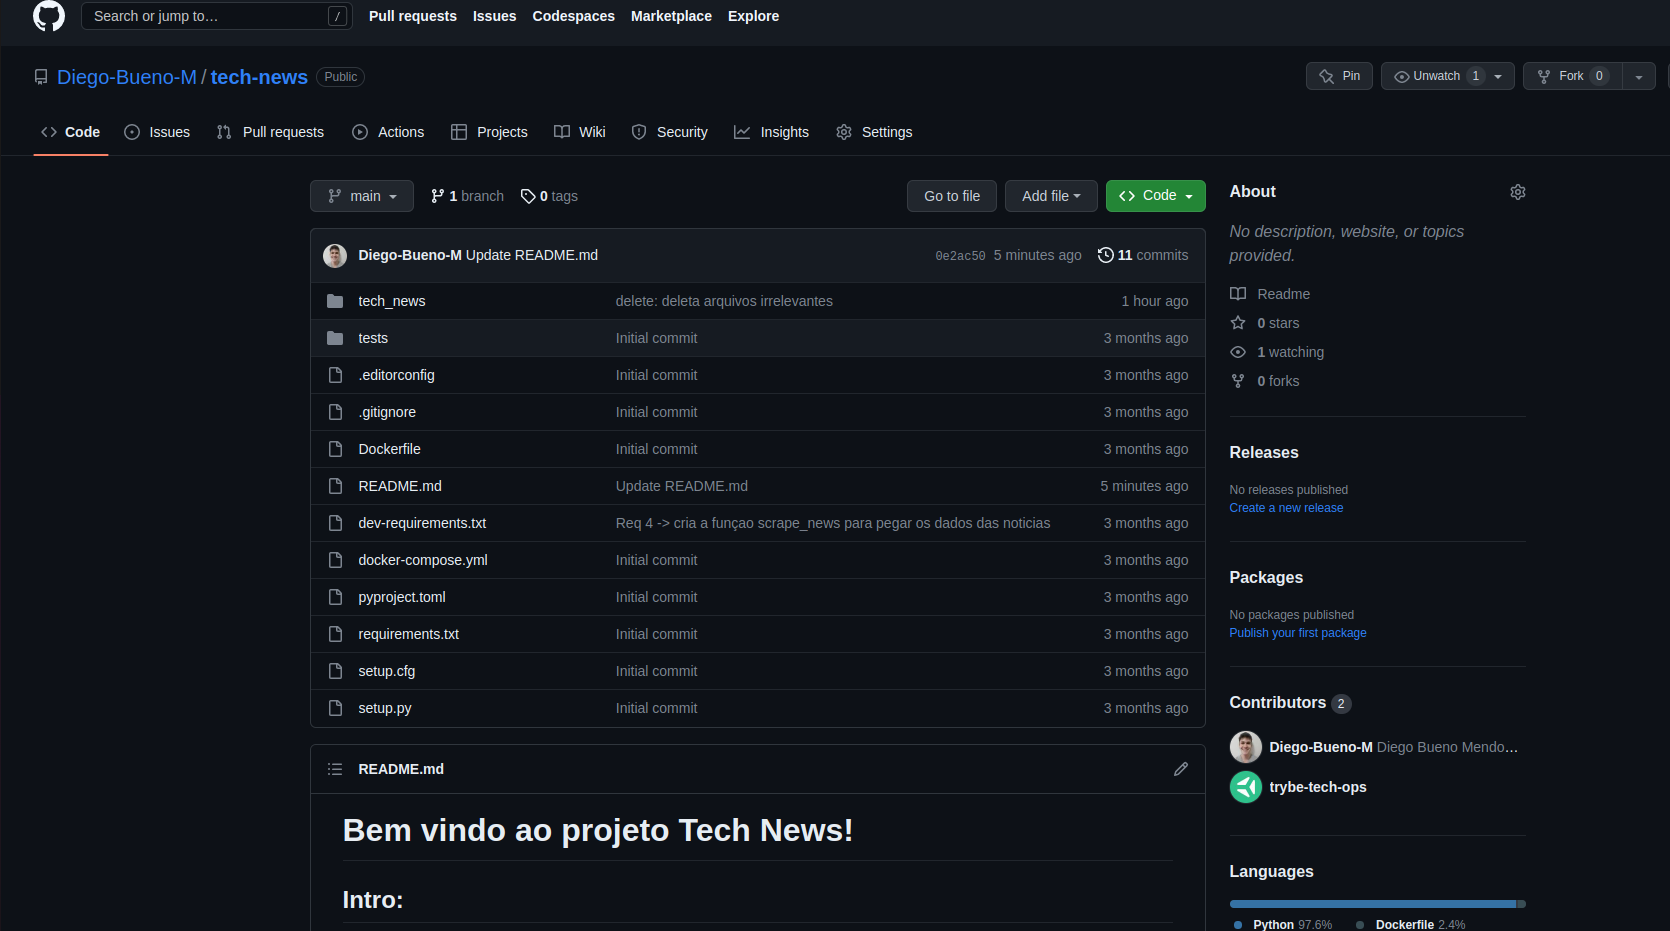 Search or jump to… /
Pull requests Issues Codespaces Marketplace Explore
Diego-Bueno-M / tech-news Public
Pin Unwatch 1 Fork 0
Code Issues Pull requests Actions Projects Wiki Security Insights Settings
main 1 branch 0 tags Go to file Add file Code
Diego-Bueno-M Update README.md 0e2ac50 5 minutes ago 11 commits
tech_news delete: deleta arquivos irrelevantes 1 hour ago
tests Initial commit 3 months ago
.editorconfig Initial commit 3 months ago
.gitignore Initial commit 3 months ago
Dockerfile Initial commit 3 months ago
README.md Update README.md 5 minutes ago
dev-requirements.txt Req 4 -> cria a funçao scrape_news para pegar os dados das noticias 3 months ago
docker-compose.yml Initial commit 3 months ago
pyproject.toml Initial commit 3 months ago
requirements.txt Initial commit 3 months ago
setup.cfg Initial commit 3 months ago
setup.py Initial commit 3 months ago
README.md
Bem vindo ao projeto Tech News!
Intro:
About
No description, website, or topics
provided.
Readme
0 stars
1 watching
0 forks
Releases
No releases published
Create a new release
Packages
No packages published
Publish your first package
Contributors 2
Diego-Bueno-M Diego Bueno Mendo…
trybe-tech-ops
Languages
Python 97.6% Dockerfile 2.4%